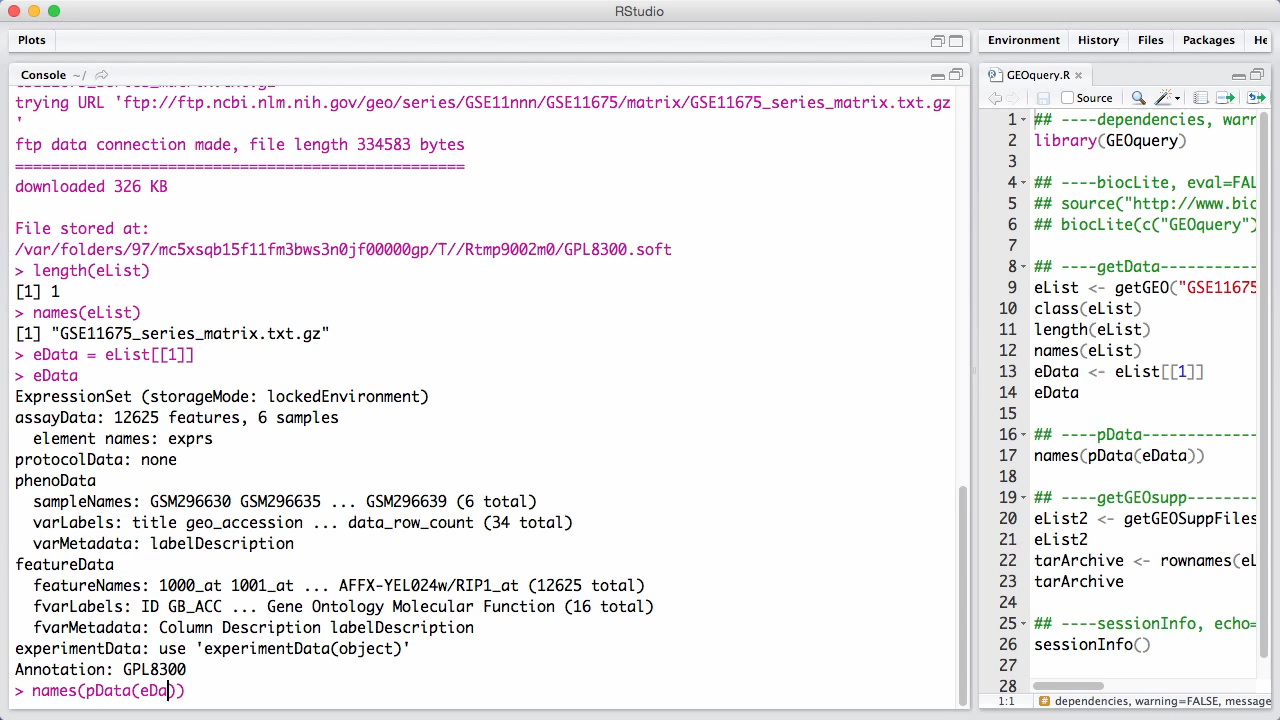 RStudio
Plots
Console ~/
trying URL 'ftp://ftp.ncbi.nlm.nih.gov/geo/series/GSE11nnn/GSE11675/matrix/GSE11675_series_matrix.txt.gz
'
ftp data connection made, file length 334583 bytes
==================================================
downloaded 326 KB
File stored at:
/var/folders/97/mc5xsqb15f11fm3bws3n0jf00000gp/T//Rtmp9002m0/GPL8300.soft
> length(eList)
[1] 1
> names(eList)
[1] "GSE11675_series_matrix.txt.gz"
> eData = eList[[1]]
> eData
ExpressionSet (storageMode: lockedEnvironment)
assayData: 12625 features, 6 samples
element names: exprs
protocolData: none
phenoData
sampleNames: GSM296630 GSM296635 ... GSM296639 (6 total)
varLabels: title geo_accession ... data_row_count (34 total)
varMetadata: labelDescription
featureData
featureNames: 1000_at 1001_at ... AFFX-YEL024w/RIP1_at (12625 total)
fvarLabels: ID GB_ACC ... Gene Ontology Molecular Function (16 total)
fvarMetadata: Column Description labelDescription
experimentData: use 'experimentData(object)'
Annotation: GPL8300
> names(pData(eDa))
Environment History Files Packages He
GEOquery.R
Source
1 ## ----dependencies, warr
2 library(GEOquery)
3
4 ## ----biocLite, eval=FAL
5 ## source("http://www.bio
6 ## biocLite(c("GEOquery")
7
8 ## ----getData-----------
9 eList <- getGEO("GSE11675
10 class(eList)
11 length(eList)
12 names(eList)
13 eData <- eList[[1]]
14 eData
15
16 ## ----pData-------------
17 names(pData(eData))
18
19 ## ----getGEOsupp--------
20 eList2 <- getGEOSuppFiles
21 eList2
22 tarArchive <- rownames(eL
23 tarArchive
24
25 ## ----sessionInfo, echo=
26 sessionInfo()
27
28
1:1 # dependencies, warning=FALSE, message